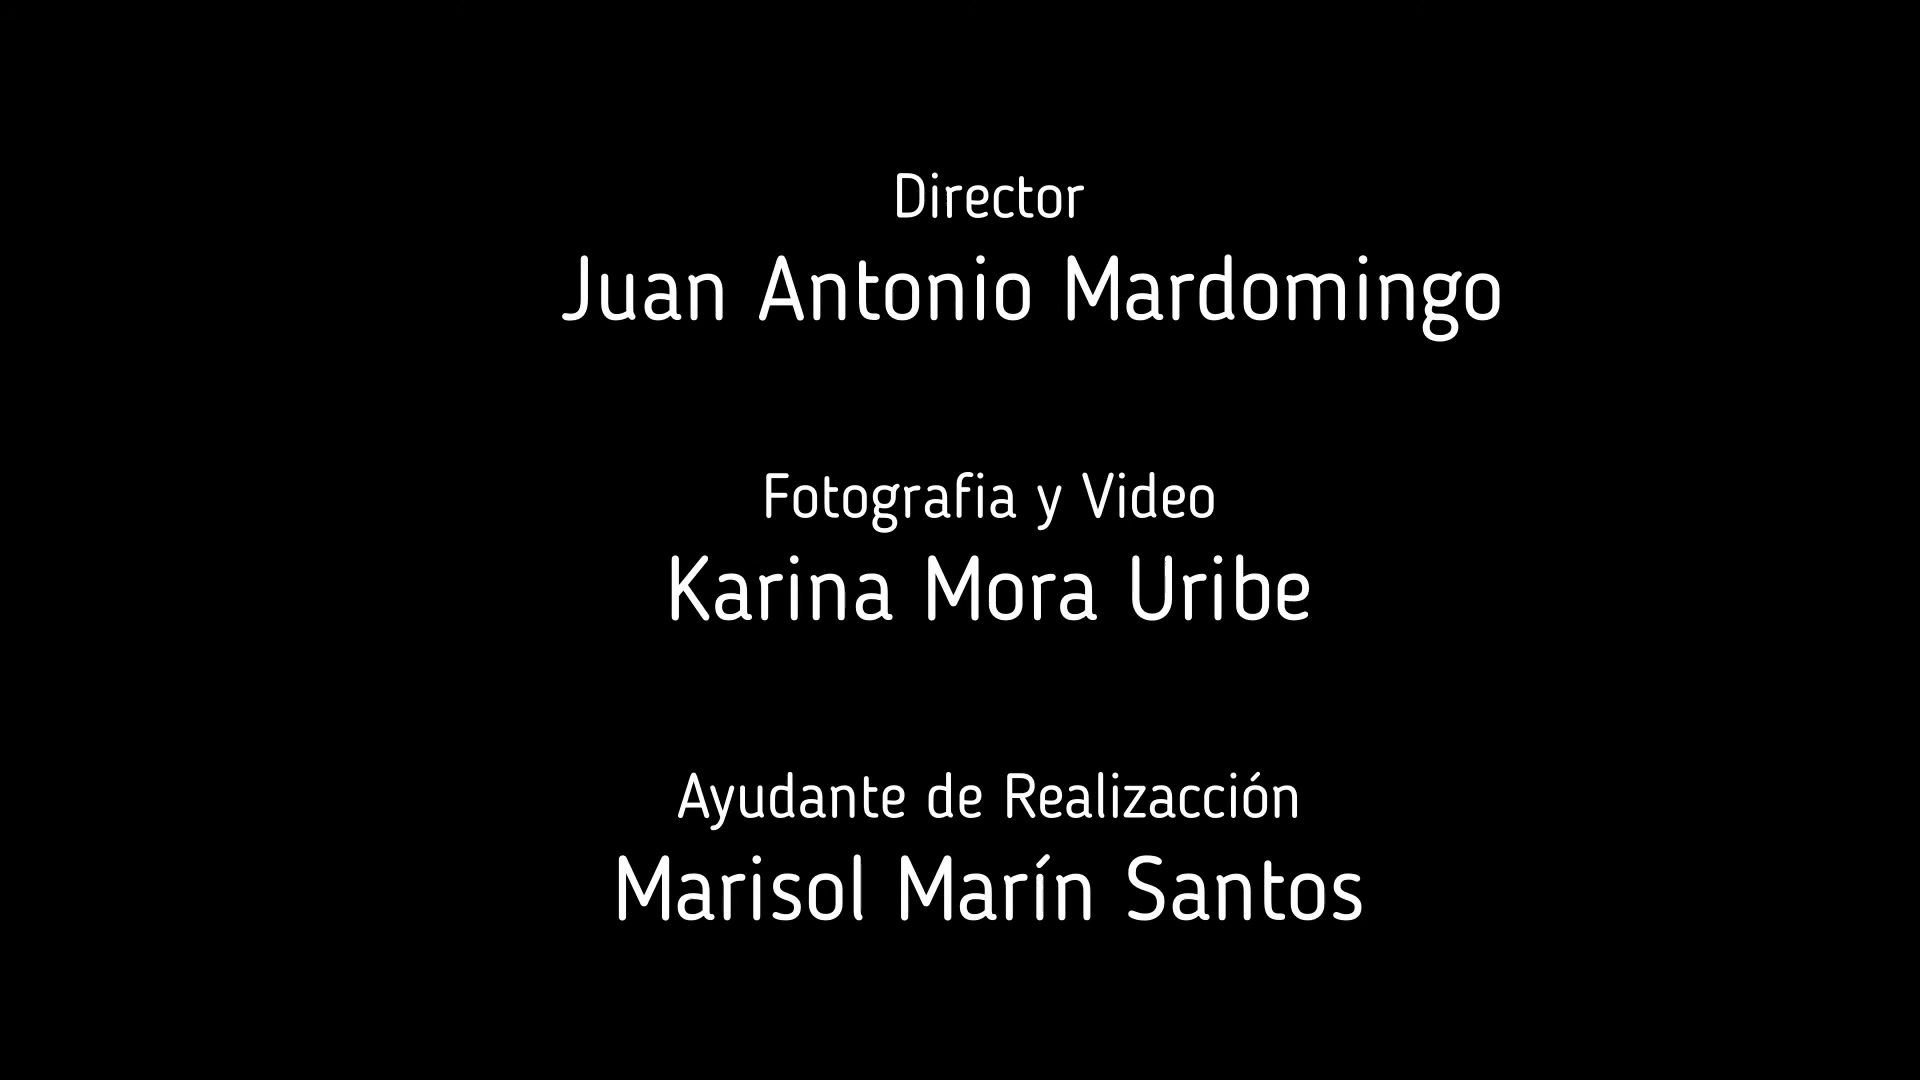 Director
Juan Antonio Mardomingo
Fotografia y Video
Karina Mora Uribe
Ayudante de Realizacción
Marisol Marín Santos